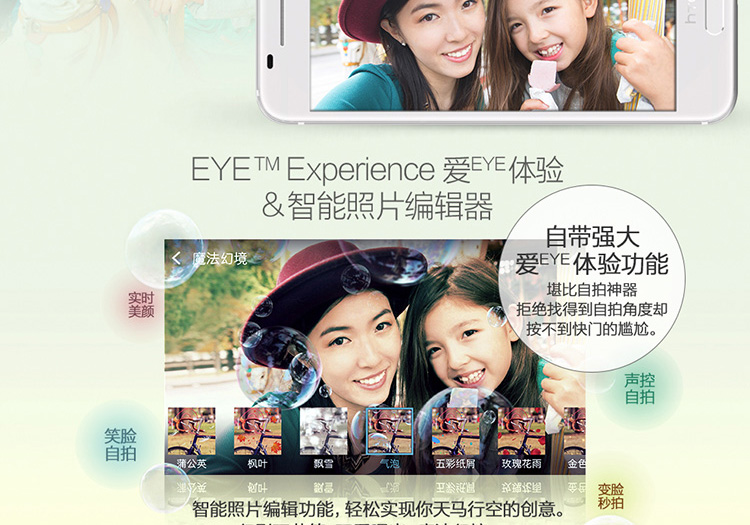 htc
EYE™ Experience 爱EYE体验
&智能照片编辑器
自带强大
爱EYE体验功能
堪比自拍神器
拒绝找得到自拍角度却
按不到快门的尴尬。
魔法幻境
实时
美颜
声控
自拍
笑脸
自拍
蒲公英 枫叶 飘雪 气泡 五彩纸屑 玫瑰花雨 金色
变脸
秒拍
智能照片编辑功能,轻松实现你天马行空的创意。